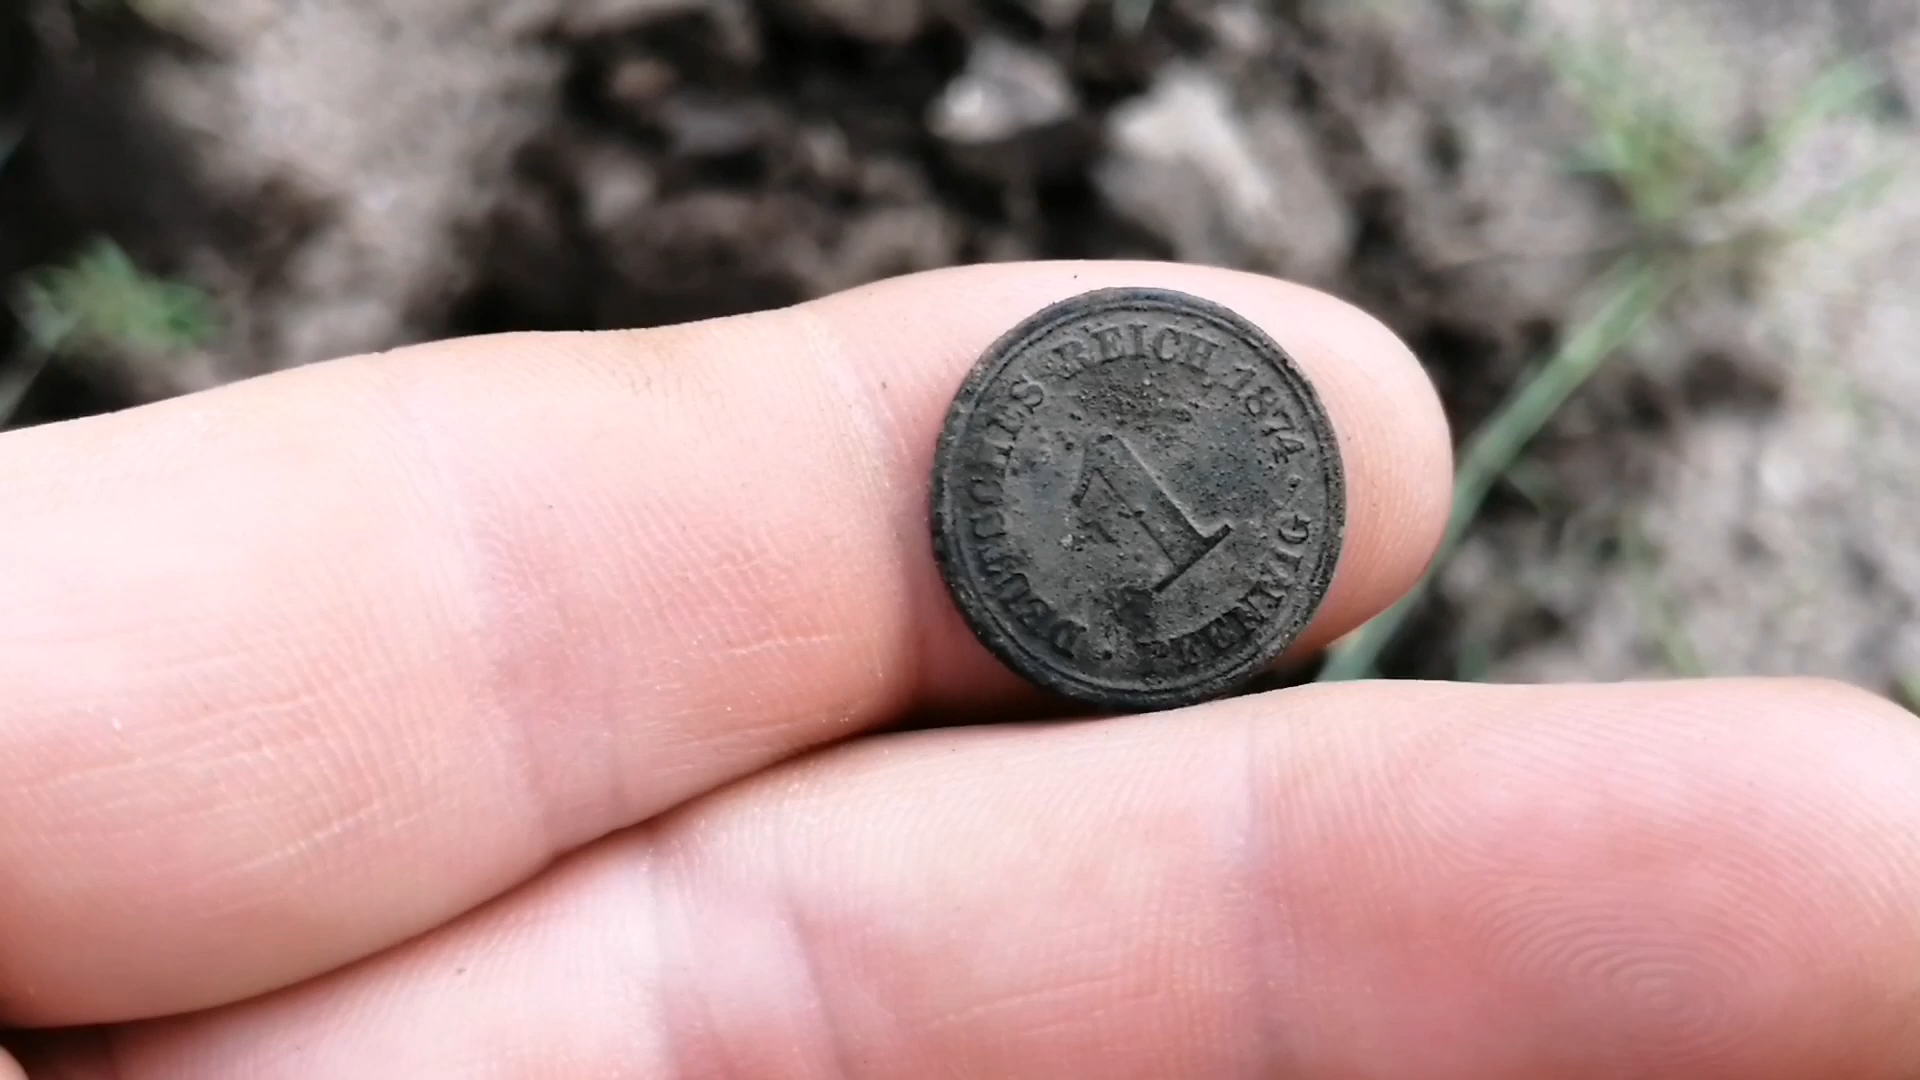 DEUTSCHES REICH 1874 • PFENNIG •
1